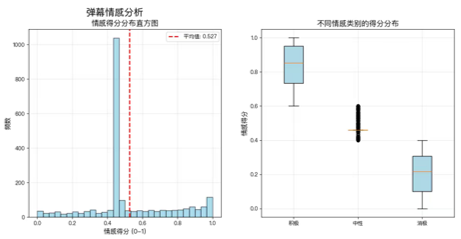 弹幕情感分析
情感得分分布直方图
平均值: 0.527
1000
800
600
400
200
0
频数
0.0 0.2 0.4 0.6 0.8 1.0
情感得分 (0~1)
不同情感类别的得分分布
1.0
0.8
0.6
0.4
0.2
0.0
情感得分
积极 中性 消极